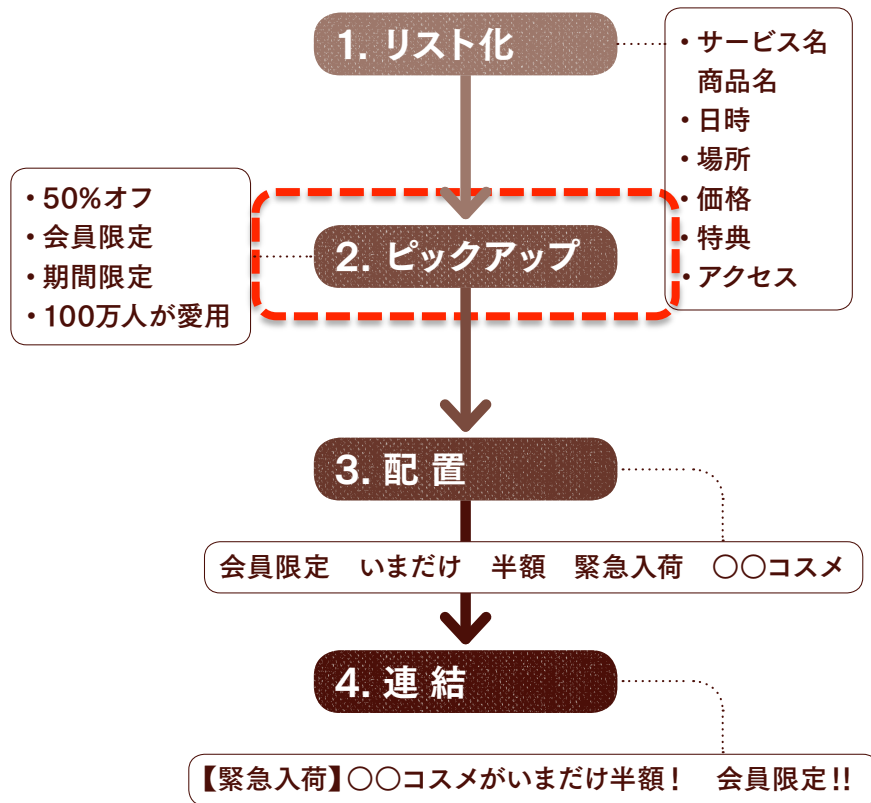 1. リスト化
・サービス名
商品名
・日時
・場所
・価格
・特典
・アクセス
・50%オフ
・会員限定
・期間限定
・100万人が愛用
2. ピックアップ
3. 配 置
会員限定　いまだけ　半額　緊急入荷　○○コスメ
4. 連 結
【緊急入荷】○○コスメがいまだけ半額！　会員限定!!